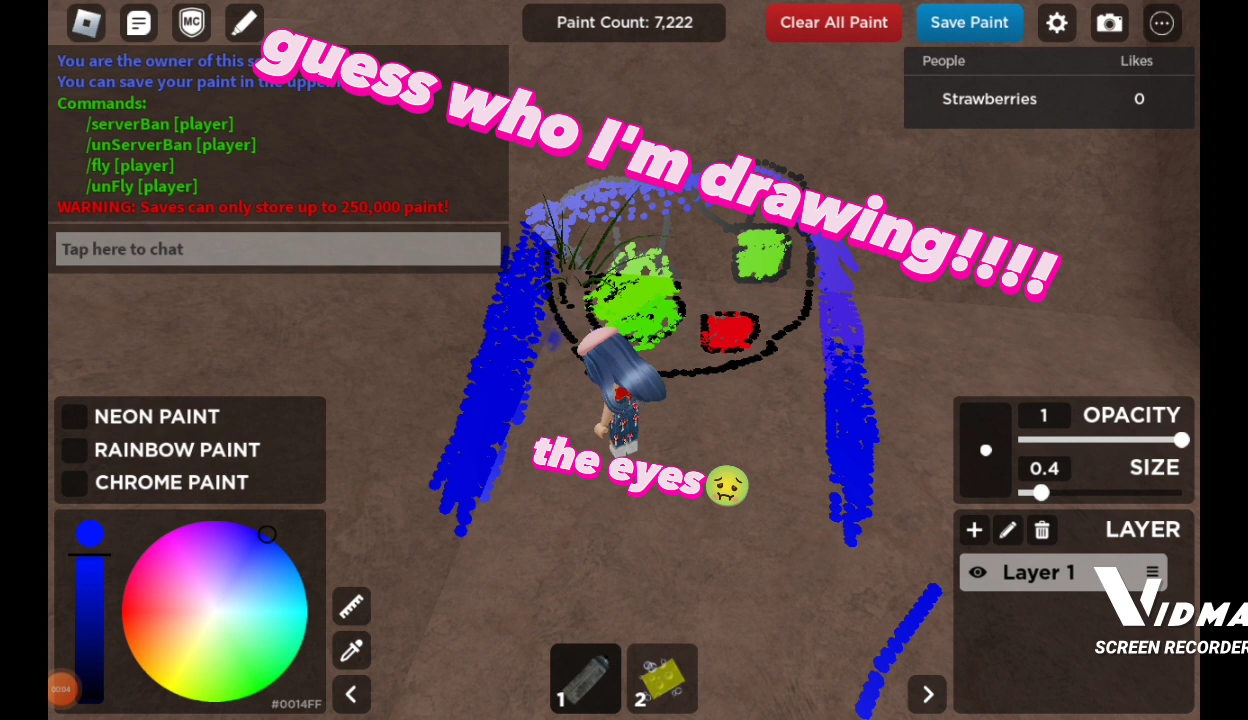 MC
Paint Count: 7,222
Clear All Paint
Save Paint
You are the owner of this
You can save your paint in the
Commands:
/serverBan [player]
/unServerBan [player]
/fly [player]
/unFly [player]
WARNING: Saves can only store up to 250,000 paint!
Tap here to chat
People Likes
Strawberries 0
guess who I'm drawing!!!!
the eyes🤢
NEON PAINT
RAINBOW PAINT
CHROME PAINT
#0014FF
00:04
1 2
1 OPACITY
0.4 SIZE
LAYER
Layer 1
VIDMA
SCREEN RECORDER